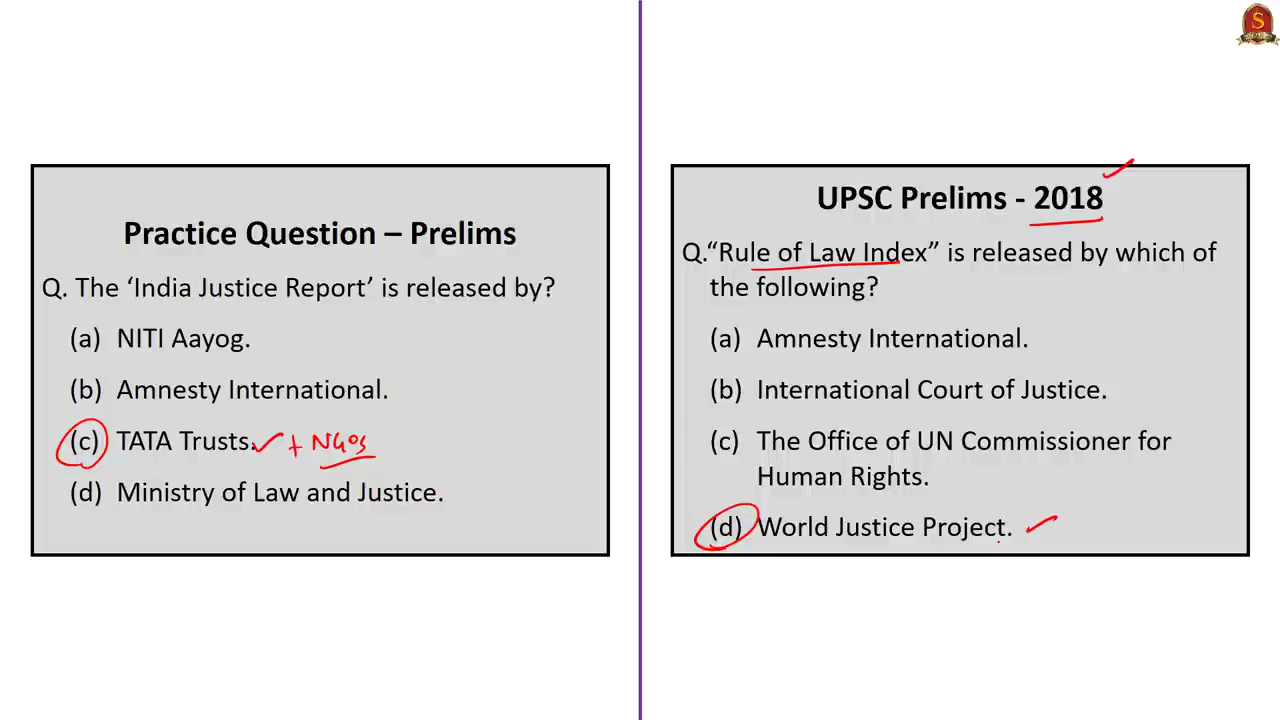 Practice Question – Prelims
Q. The ‘India Justice Report’ is released by?
(a) NITI Aayog.
(b) Amnesty International.
(c) TATA Trusts. + NGOs
(d) Ministry of Law and Justice.
UPSC Prelims - 2018
Q.“Rule of Law Index” is released by which of
the following?
(a) Amnesty International.
(b) International Court of Justice.
(c) The Office of UN Commissioner for
Human Rights.
(d) World Justice Project.
S